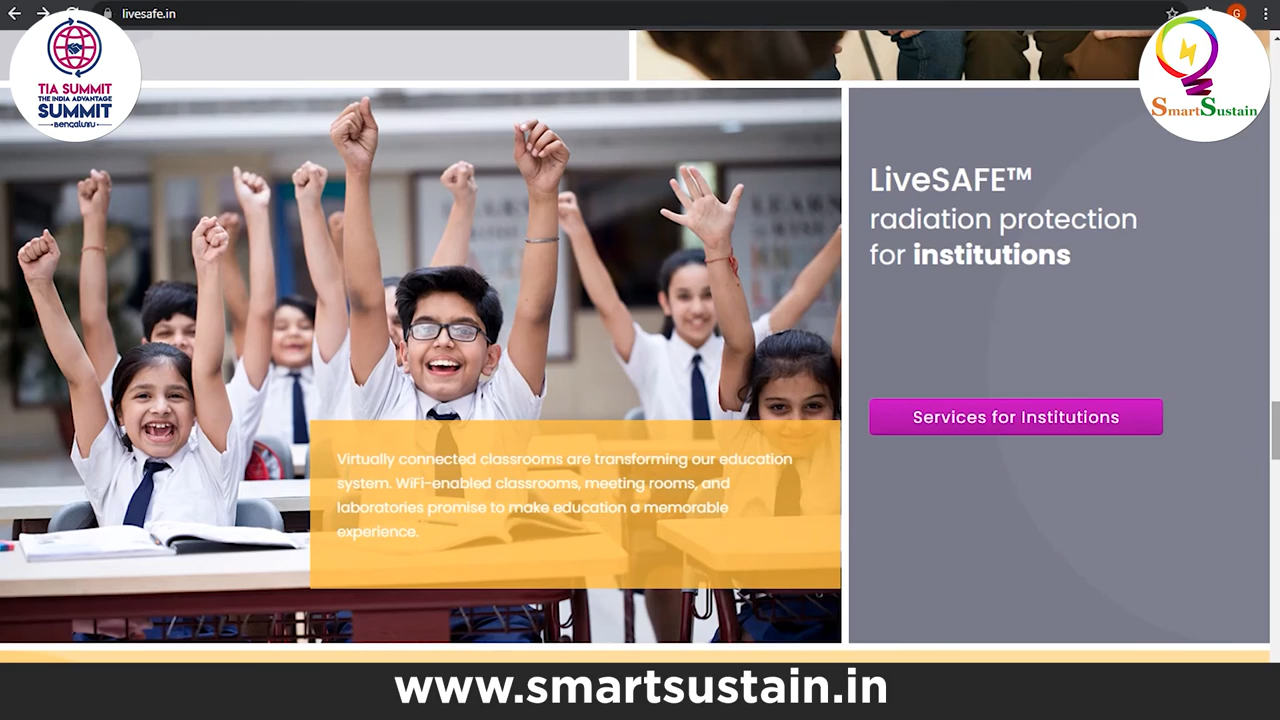 livesafe.in
G
TIA SUMMIT
THE INDIA ADVANTAGE
SUMMIT
BENGALURU
SmartSustain
LEARN
LEARN
LiveSAFE™
radiation protection
for institutions
Services for Institutions
Virtually connected classrooms are transforming our education
system. WiFi-enabled classrooms, meeting rooms, and
laboratories promise to make education a memorable
experience.
www.smartsustain.in